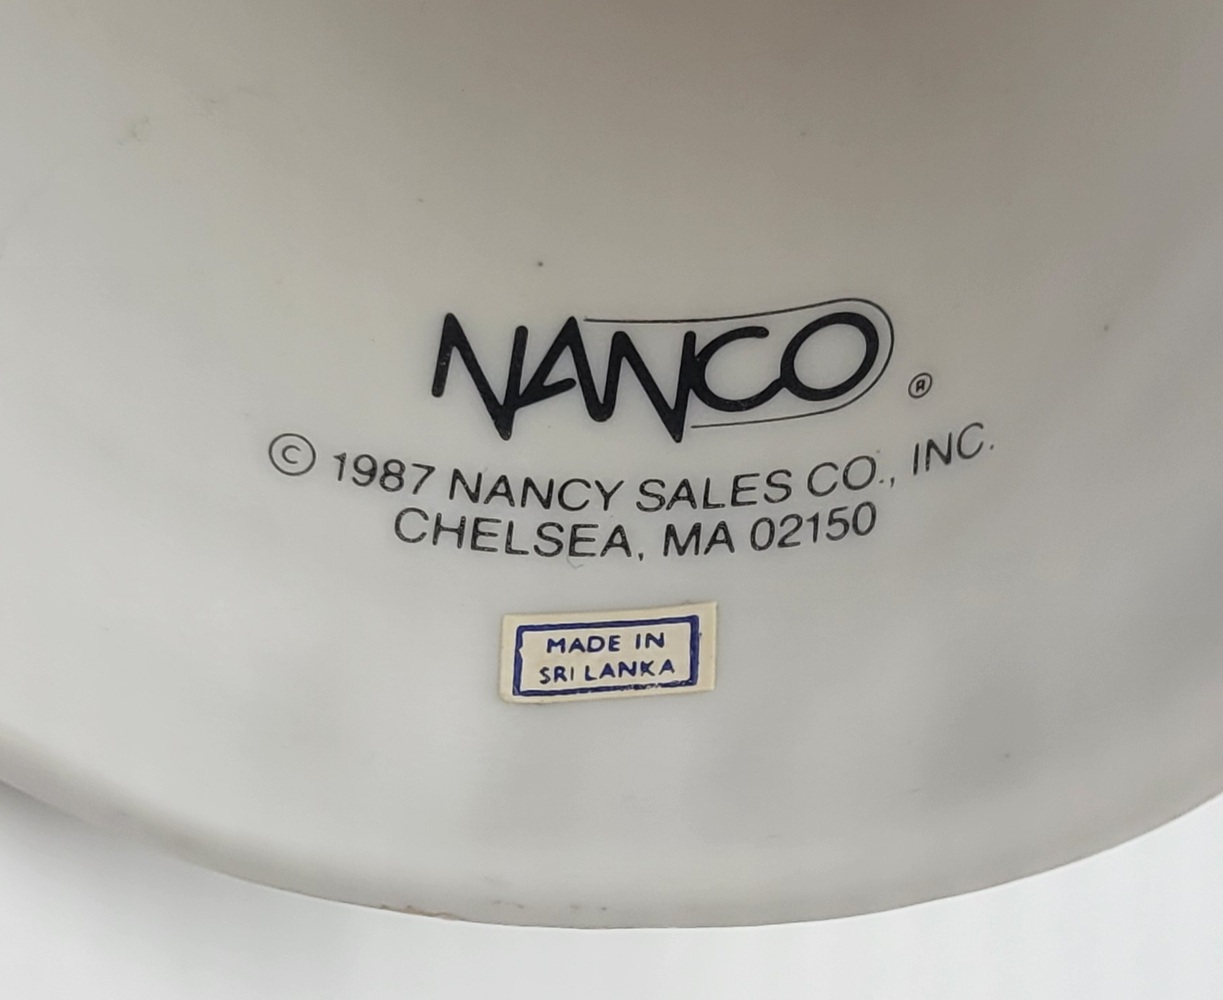 NANCO ®
© 1987 NANCY SALES CO., INC.
CHELSEA, MA 02150
MADE IN
SRI LANKA